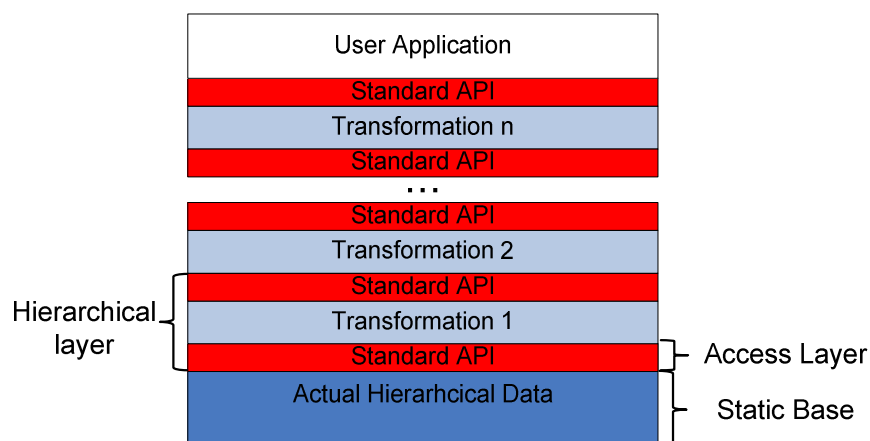 User Application
Standard API
Transformation n
Standard API
...
Standard API
Transformation 2
Standard API
Hierarchical
layer
Transformation 1
Standard API
Access Layer
Actual Hierarhcical Data
Static Base